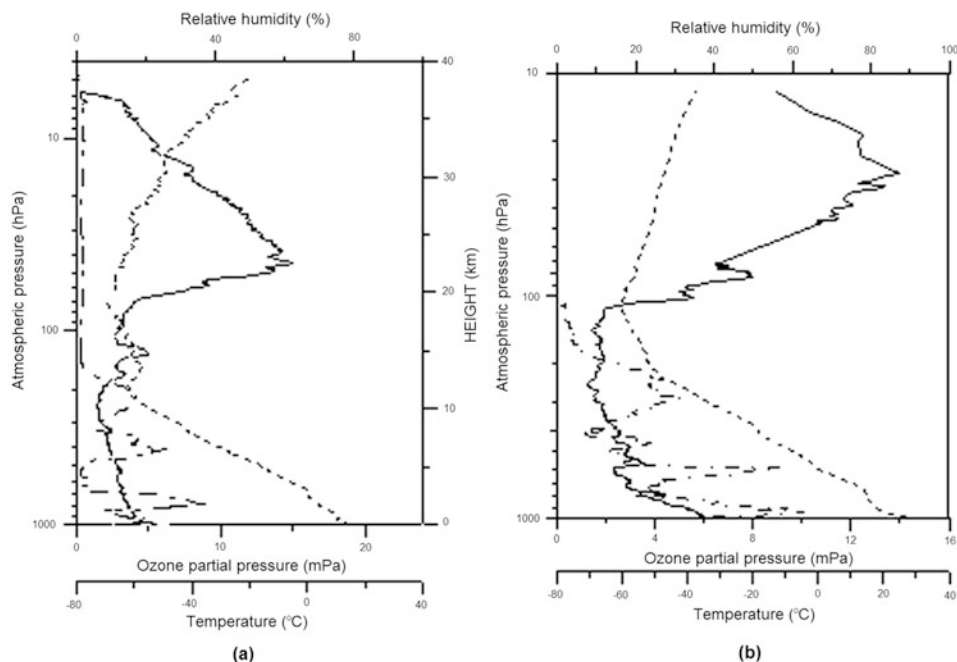 Relative humidity (%)
0 40 80
Atmospheric pressure (hPa)
10
100
1000
40
30
20
10
0
HEIGHT (km)
0 10 20
Ozone partial pressure (mPa)
-80 -40 0 40
Temperature (°C)
(a)
Relative humidity (%)
0 20 40 60 80 100
Atmospheric pressure (hPa)
10
100
1000
4 8 12 16
Ozone partial pressure (mPa)
-80 -60 -40 -20 0 20 40
Temperature (°C)
(b)